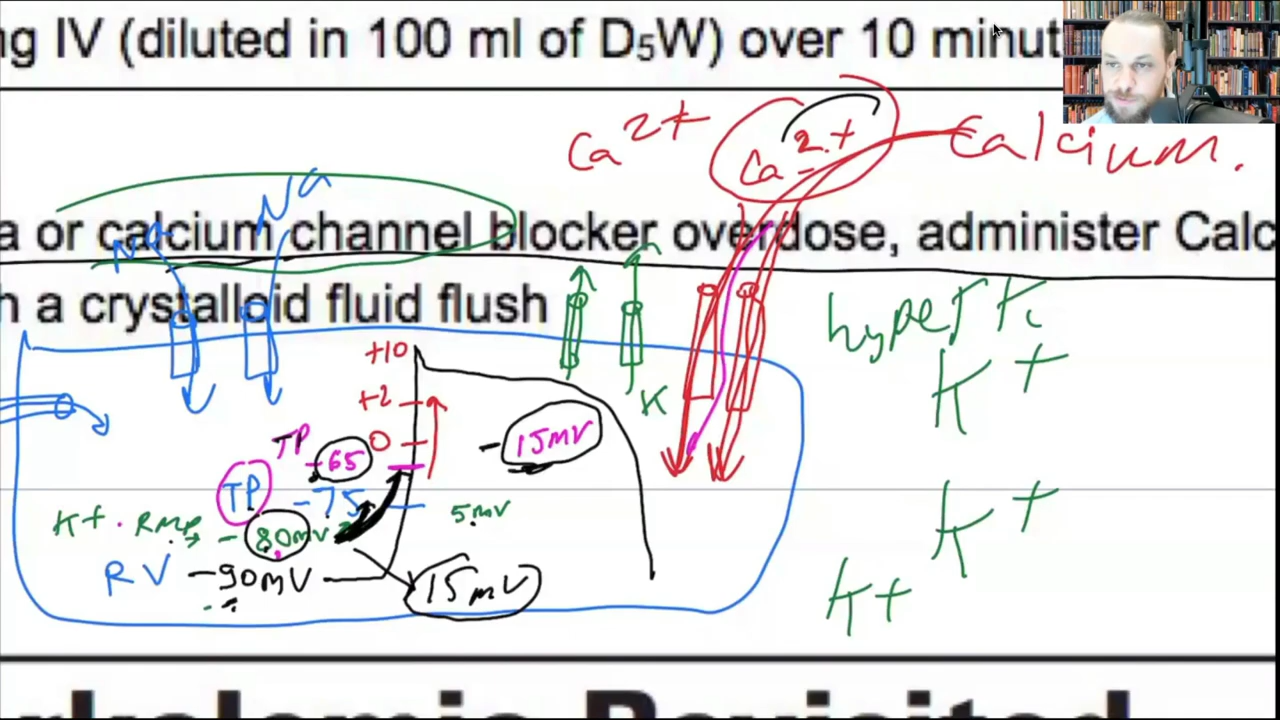 ng IV (diluted in 100 ml of D5W) over 10 minut
Ca2+ Ca2+ Calcium.
Na Na
a or calcium channel blocker overdose, administer Calc
h a crystalloid fluid flush
hyper K
K+
+10
+2 K
TP -65 0 -15mV
TP -75
K+ RMP -80mV 5mV
K+
RV -90mV 15mV
K+